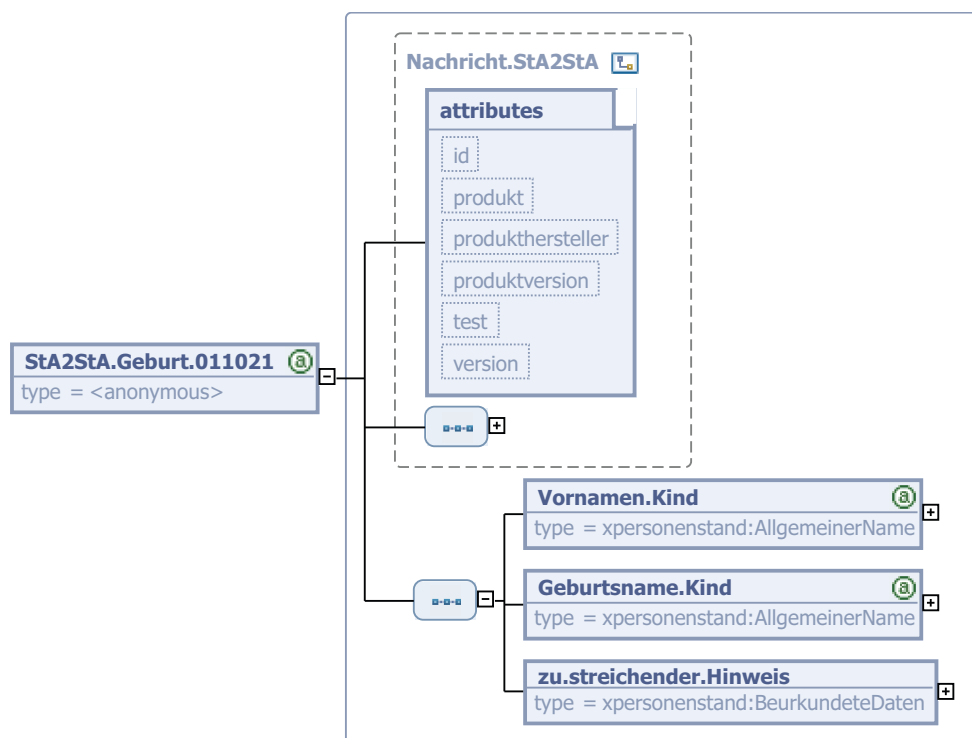 Nachricht.StA2StA
attributes
id
produkt
produkthersteller
produktversion
test
version
StA2StA.Geburt.011021 a
type = <anonymous>
Vornamen.Kind a
type = xpersonenstand:AllgemeinerName
Geburtsname.Kind a
type = xpersonenstand:AllgemeinerName
zu.streichender.Hinweis
type = xpersonenstand:BeurkundeteDaten